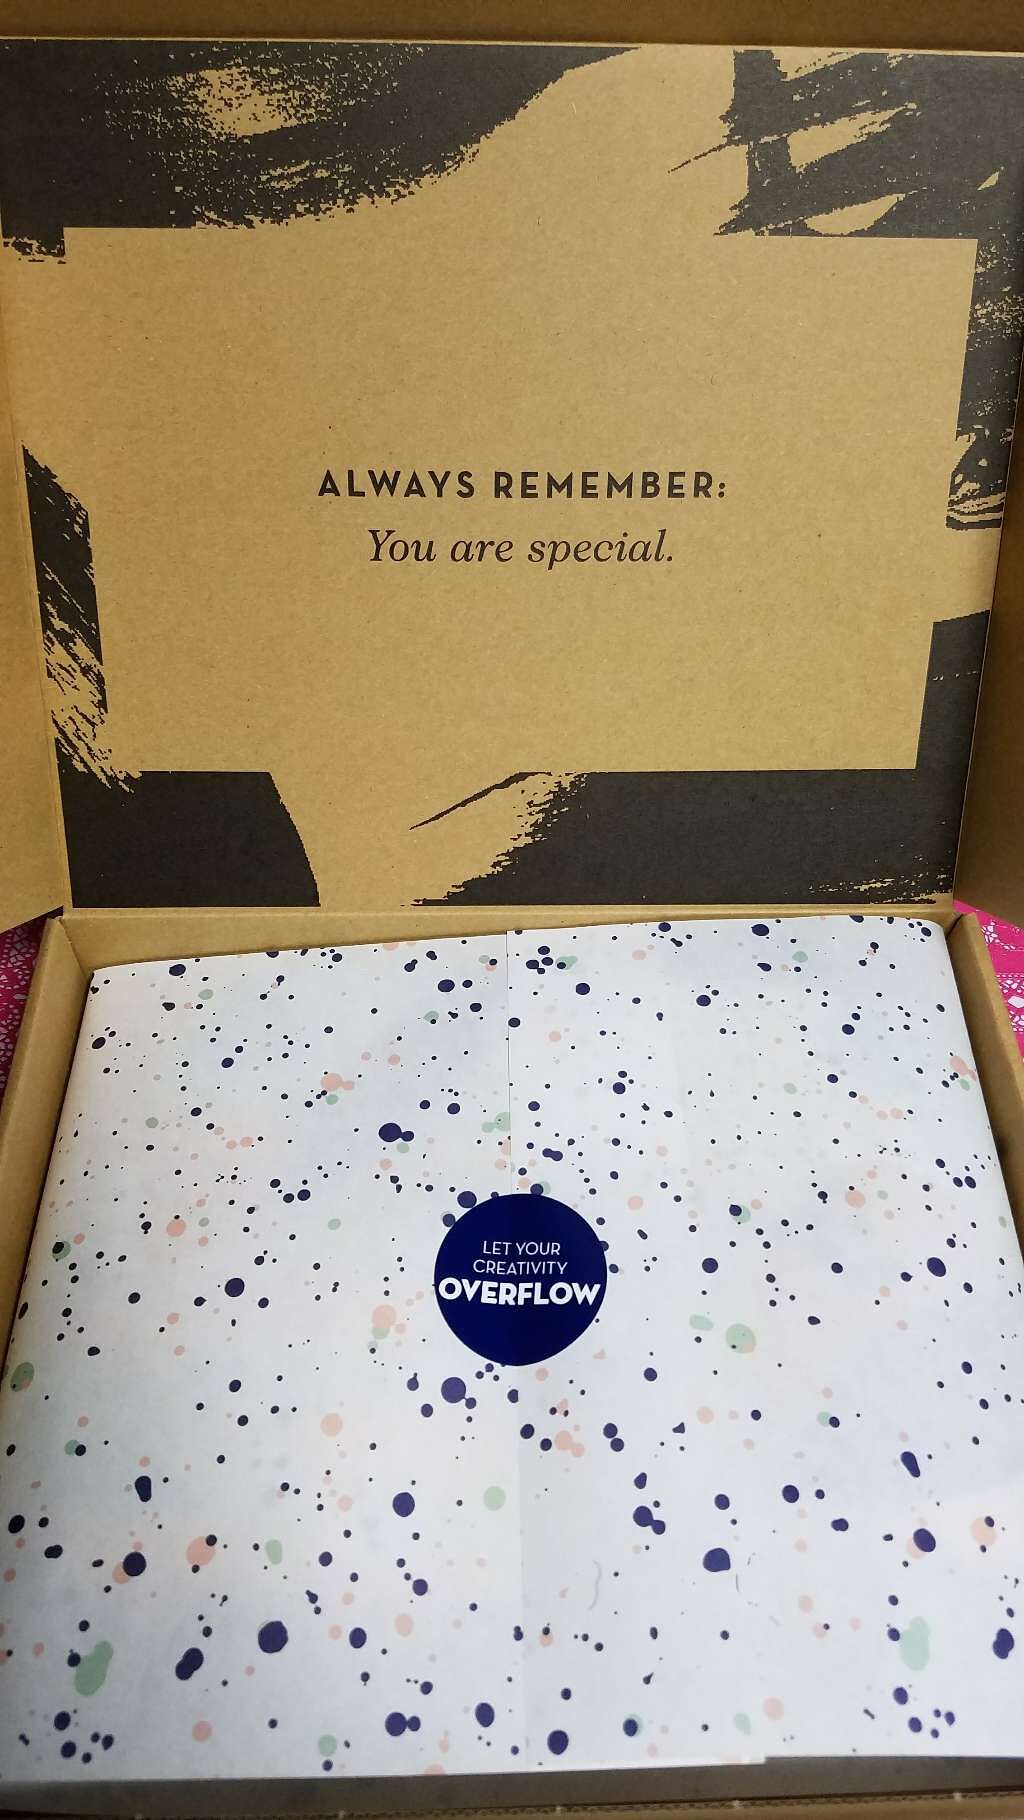 ALWAYS REMEMBER:
You are special.
LET YOUR
CREATIVITY
OVERFLOW